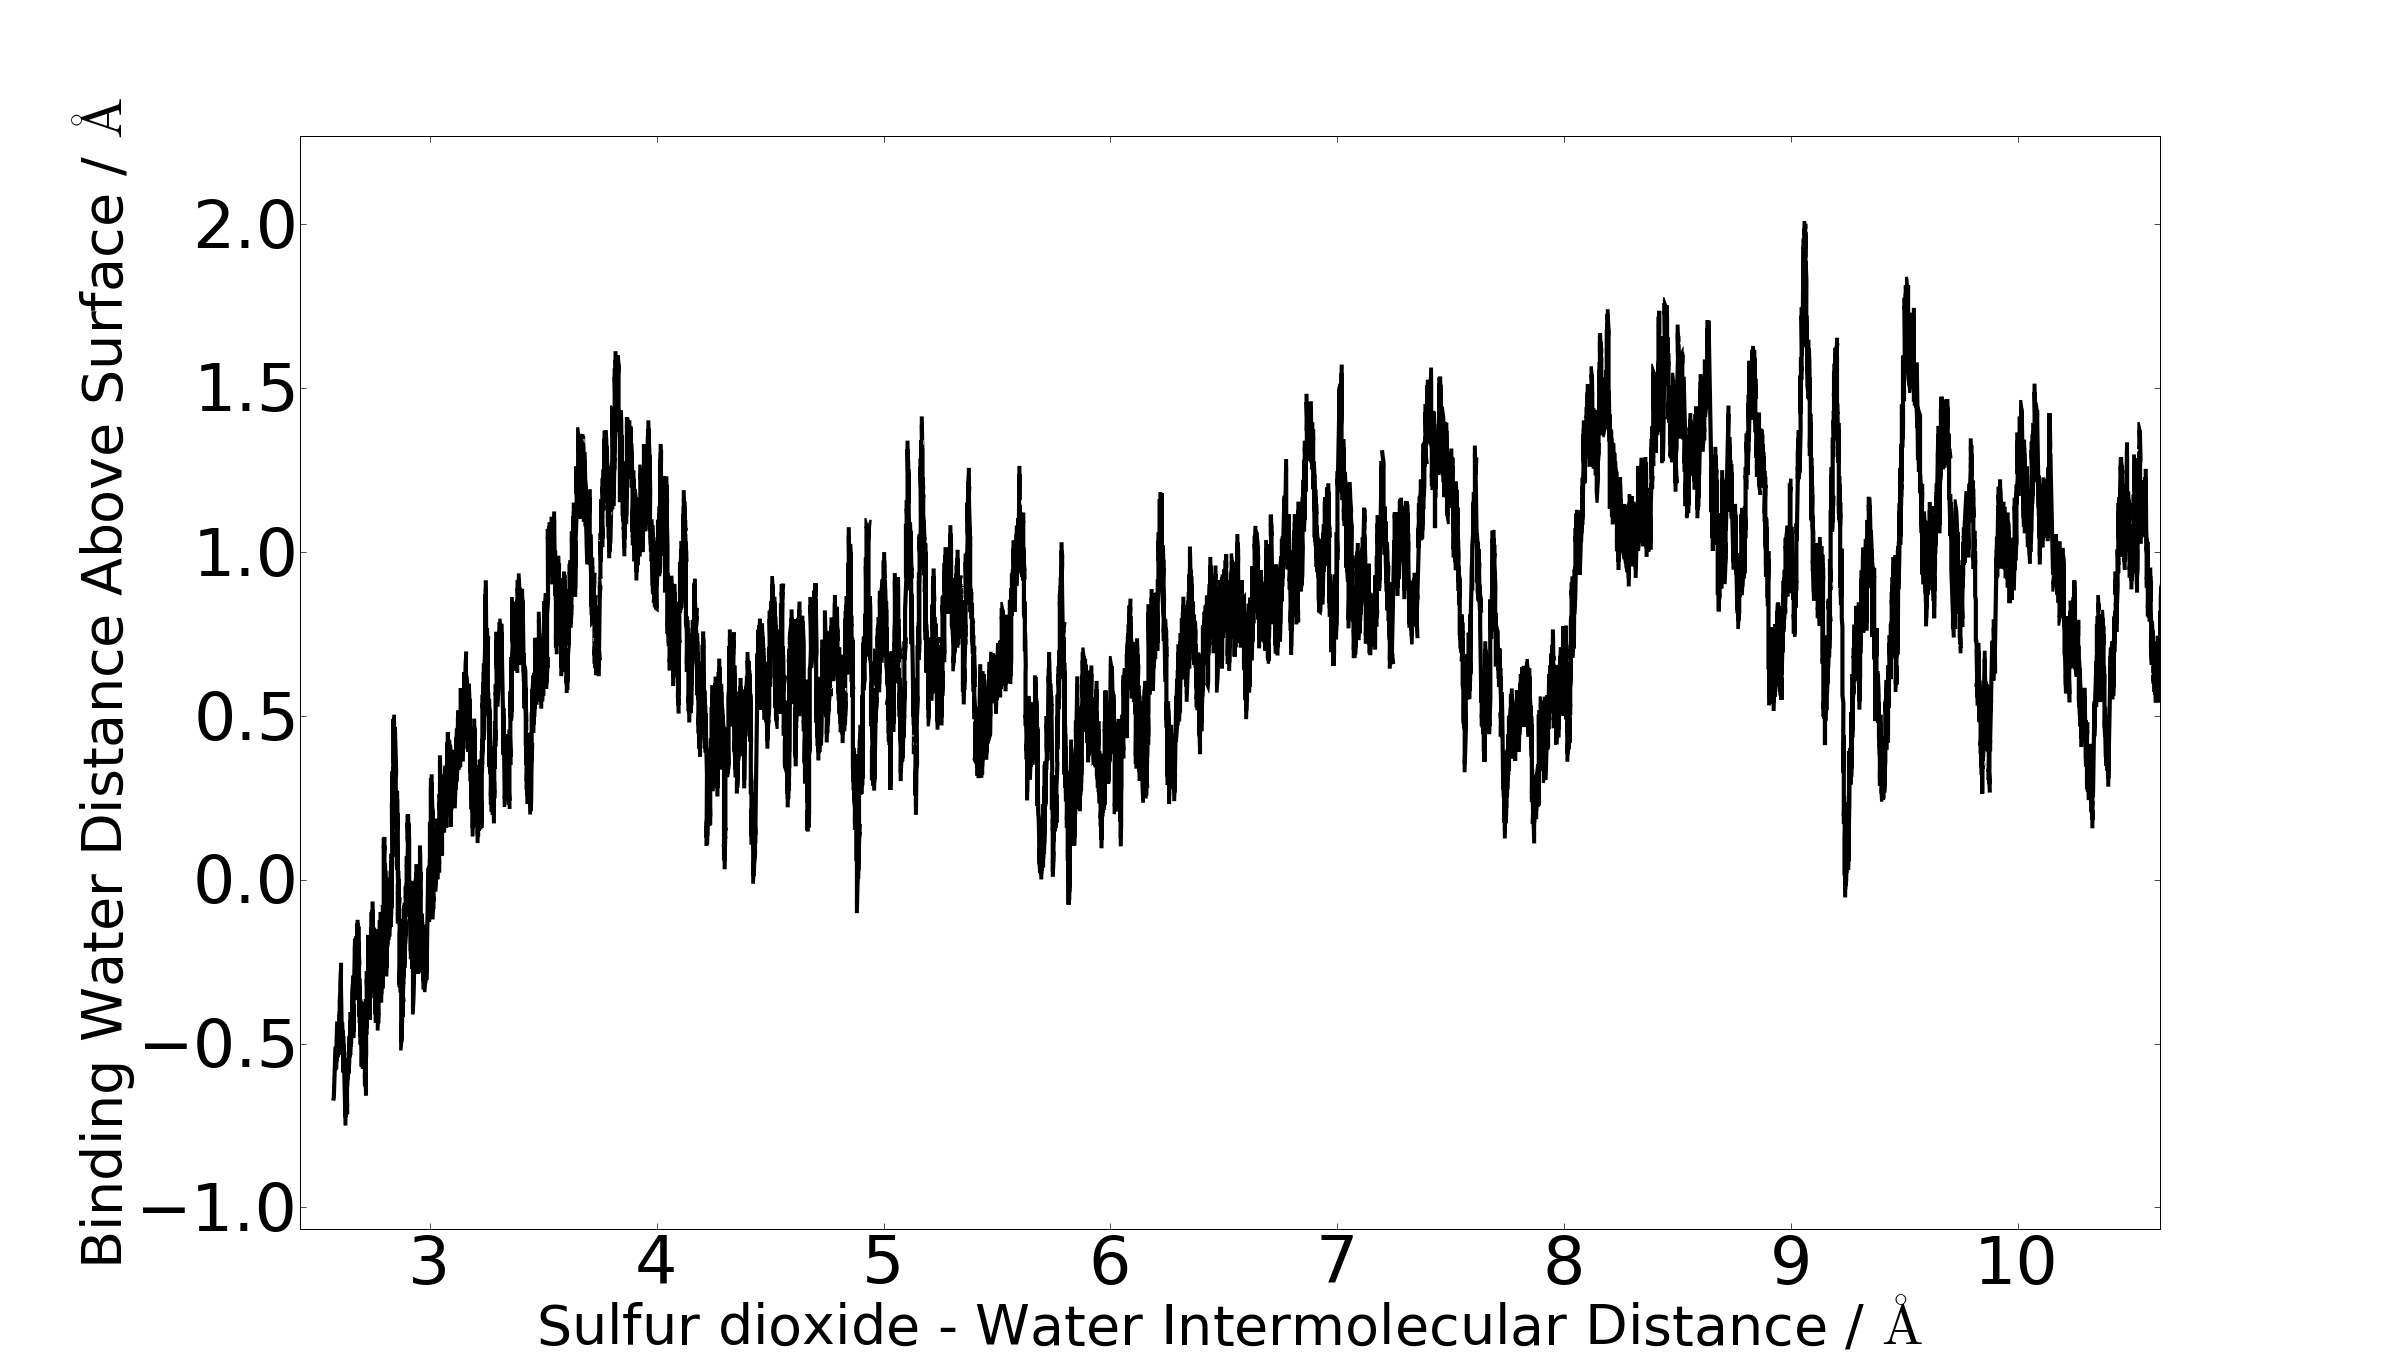 Binding Water Distance Above Surface / Å
2.0
1.5
1.0
0.5
0.0
−0.5
−1.0
3 4 5 6 7 8 9 10
Sulfur dioxide - Water Intermolecular Distance / Å